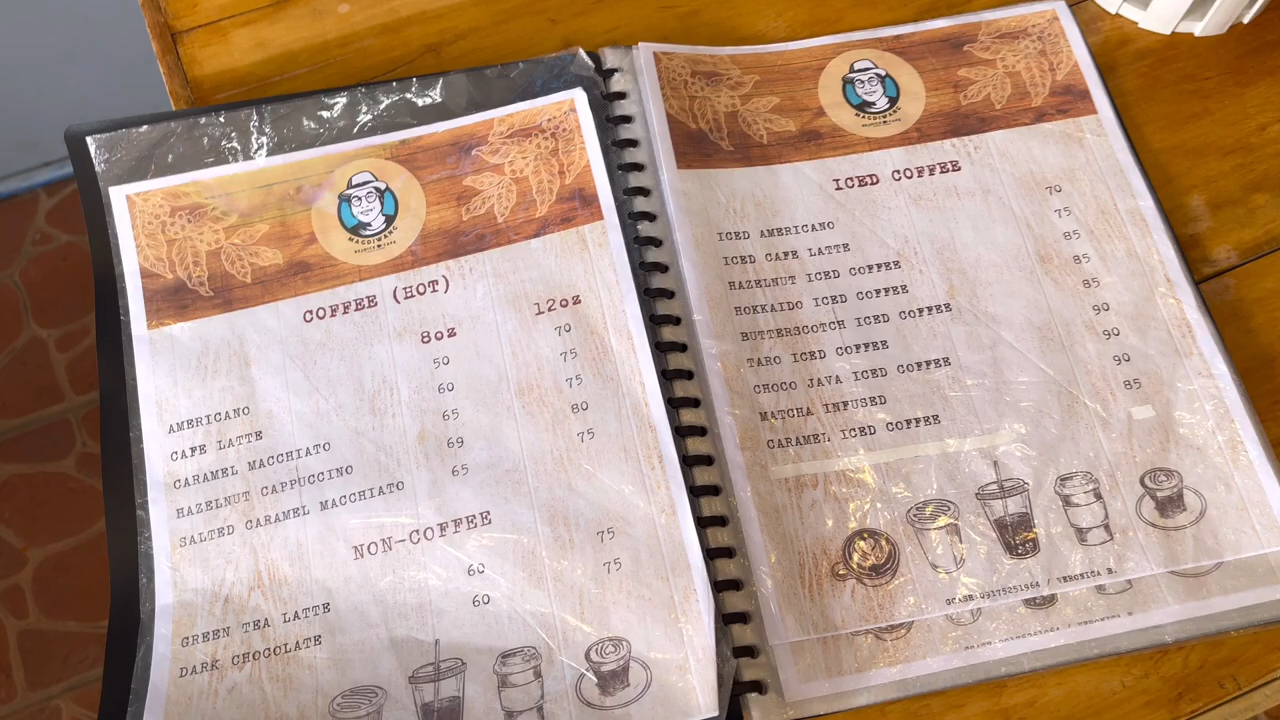 MAGDIWANG
REJOICE CAFE
COFFEE (HOT)
8oz 12oz
AMERICANO 50 70
CAFE LATTE 60 75
CARAMEL MACCHIATO 65 75
HAZELNUT CAPPUCCINO 69 80
SALTED CARAMEL MACCHIATO 65 75
NON-COFFEE
GREEN TEA LATTE 60 75
DARK CHOCOLATE 60 75
MAGDIWANG
REJOICE CAFE
ICED COFFEE
ICED AMERICANO 70
ICED CAFE LATTE 75
HAZELNUT ICED COFFEE 85
HOKKAIDO ICED COFFEE 85
BUTTERSCOTCH ICED COFFEE 85
TARO ICED COFFEE 90
CHOCO JAVA ICED COFFEE 90
MATCHA INFUSED 90
CARAMEL ICED COFFEE 85
GCASH:09175251964 / VERONICA B.